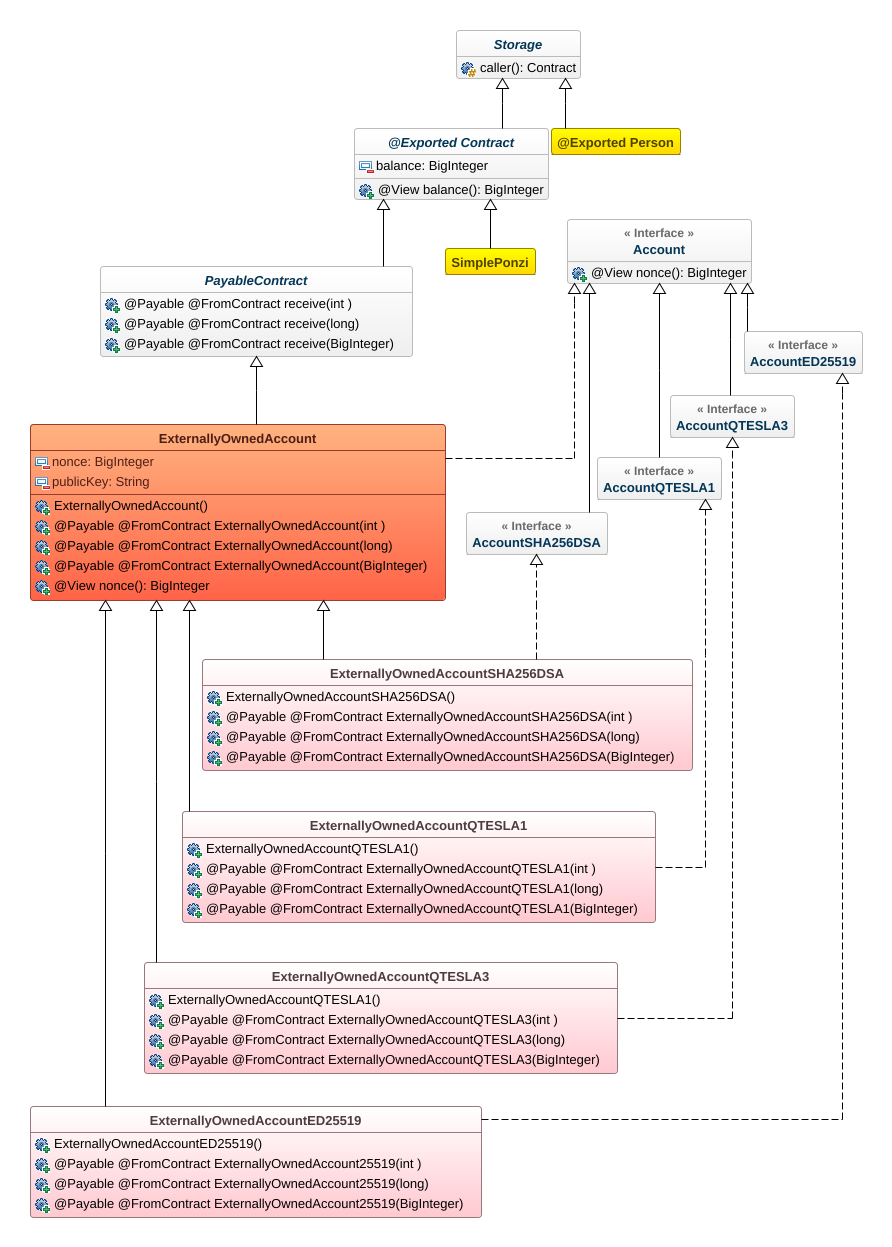 Storage
caller(): Contract
@Exported Contract
balance: BigInteger
@View balance(): BigInteger
@Exported Person
« Interface »
Account
@View nonce(): BigInteger
SimplePonzi
PayableContract
@Payable @FromContract receive(int )
@Payable @FromContract receive(long)
@Payable @FromContract receive(BigInteger)
« Interface »
AccountED25519
« Interface »
AccountQTESLA3
« Interface »
AccountQTESLA1
« Interface »
AccountSHA256DSA
ExternallyOwnedAccount
nonce: BigInteger
publicKey: String
ExternallyOwnedAccount()
@Payable @FromContract ExternallyOwnedAccount(int )
@Payable @FromContract ExternallyOwnedAccount(long)
@Payable @FromContract ExternallyOwnedAccount(BigInteger)
@View nonce(): BigInteger
ExternallyOwnedAccountSHA256DSA
ExternallyOwnedAccountSHA256DSA()
@Payable @FromContract ExternallyOwnedAccountSHA256DSA(int )
@Payable @FromContract ExternallyOwnedAccountSHA256DSA(long)
@Payable @FromContract ExternallyOwnedAccountSHA256DSA(BigInteger)
ExternallyOwnedAccountQTESLA1
ExternallyOwnedAccountQTESLA1()
@Payable @FromContract ExternallyOwnedAccountQTESLA1(int )
@Payable @FromContract ExternallyOwnedAccountQTESLA1(long)
@Payable @FromContract ExternallyOwnedAccountQTESLA1(BigInteger)
ExternallyOwnedAccountQTESLA3
ExternallyOwnedAccountQTESLA1()
@Payable @FromContract ExternallyOwnedAccountQTESLA3(int )
@Payable @FromContract ExternallyOwnedAccountQTESLA3(long)
@Payable @FromContract ExternallyOwnedAccountQTESLA3(BigInteger)
ExternallyOwnedAccountED25519
ExternallyOwnedAccountED25519()
@Payable @FromContract ExternallyOwnedAccount25519(int )
@Payable @FromContract ExternallyOwnedAccount25519(long)
@Payable @FromContract ExternallyOwnedAccount25519(BigInteger)